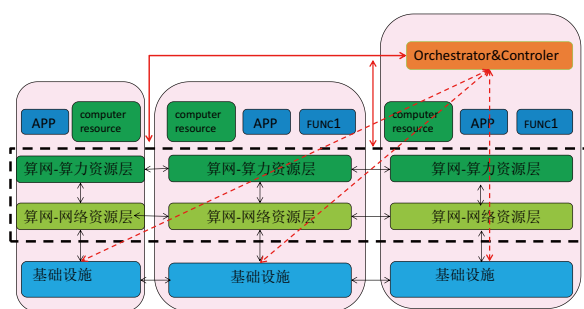 Orchestrator&Controler
APP
computer
resource
computer
resource
APP
FUNC1
computer
resource
APP
FUNC1
算网-算力资源层
算网-算力资源层
算网-算力资源层
算网-网络资源层
算网-网络资源层
算网-网络资源层
基础设施
基础设施
基础设施